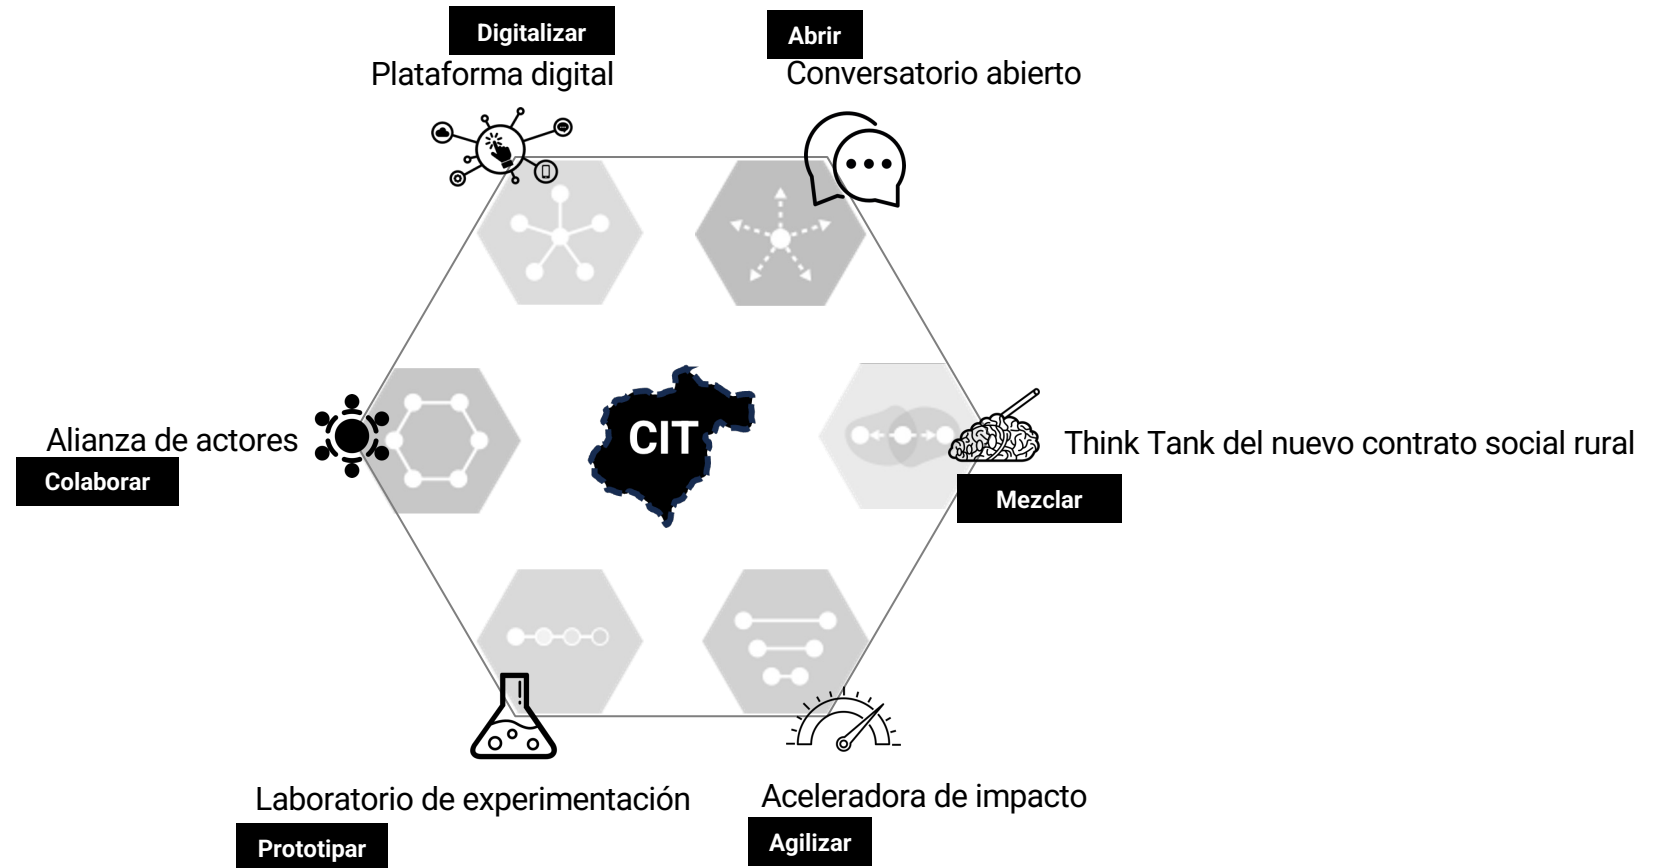 Digitalizar
Plataforma digital
Abrir
Conversatorio abierto
Alianza de actores
Colaborar
CIT
Think Tank del nuevo contrato social rural
Mezclar
Laboratorio de experimentación
Prototipar
Aceleradora de impacto
Agilizar